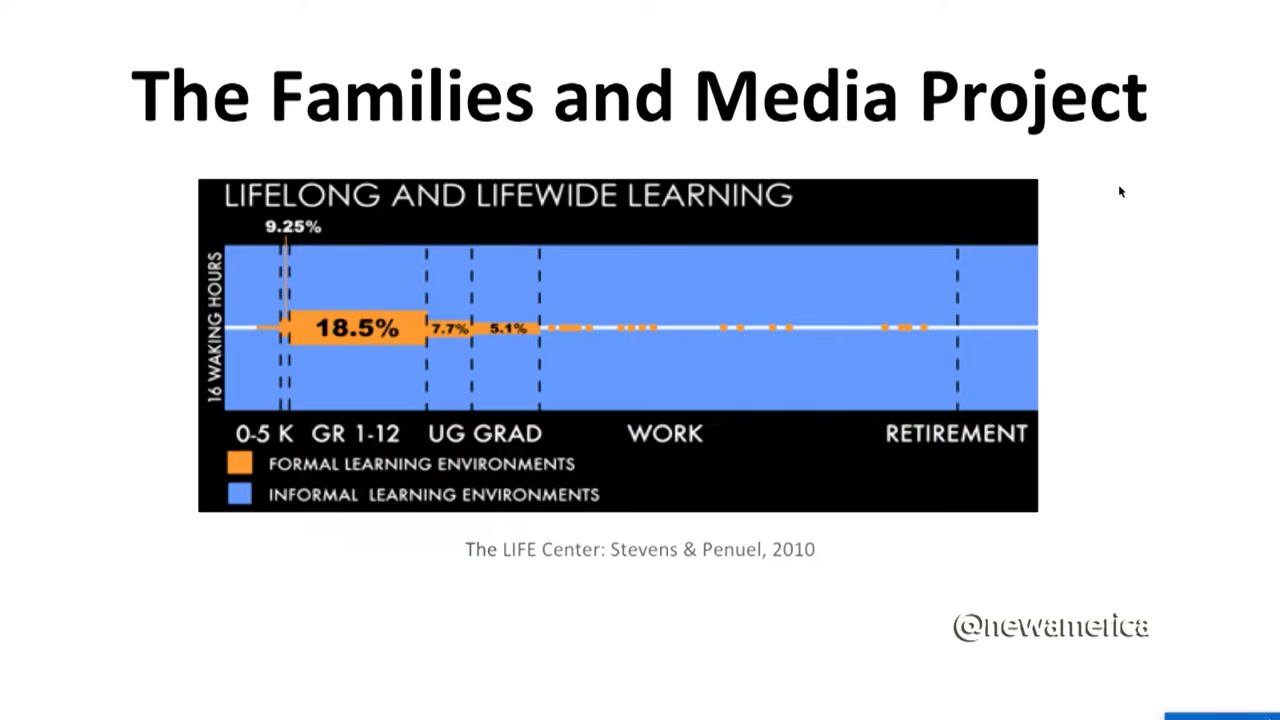 The Families and Media Project
LIFELONG AND LIFEWIDE LEARNING
9.25%
16 WAKING HOURS
18.5%
7.7%
5.1%
0-5 K GR 1-12 UG GRAD WORK RETIREMENT
FORMAL LEARNING ENVIRONMENTS
INFORMAL LEARNING ENVIRONMENTS
The LIFE Center: Stevens & Penuel, 2010
@newamerica